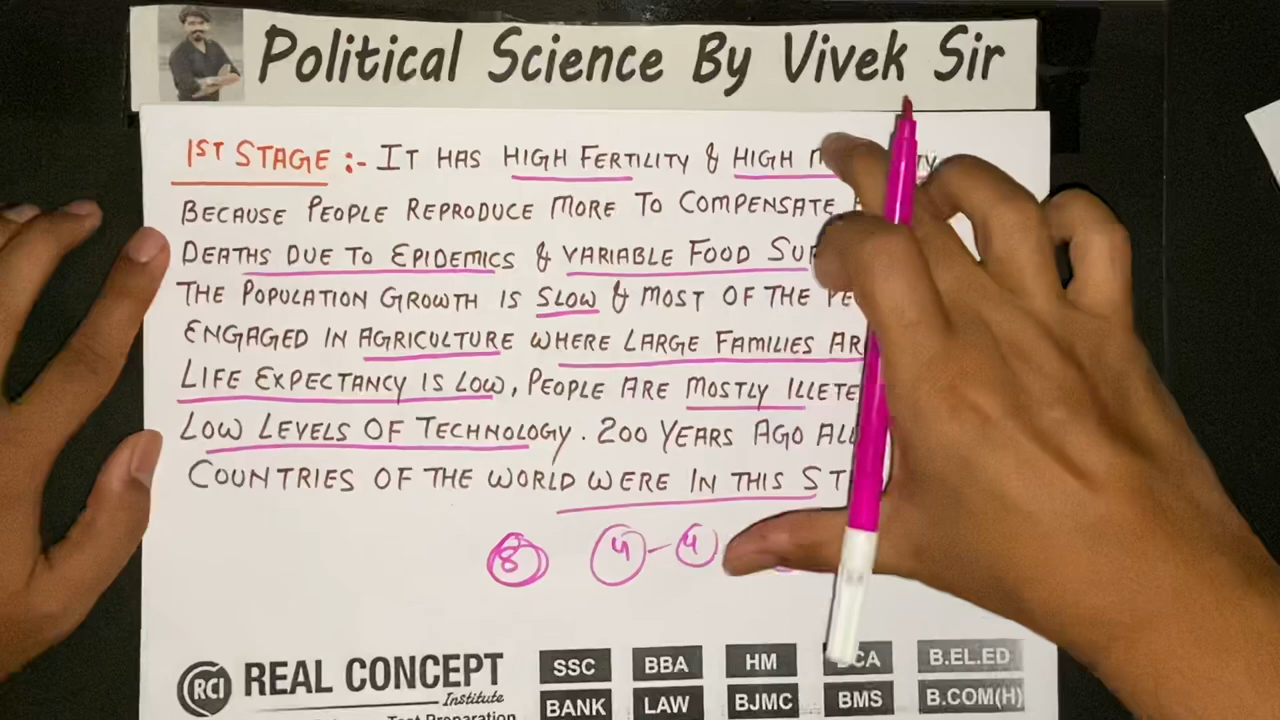 Political Science By Vivek Sir
1ST STAGE :- IT HAS HIGH FERTILITY & HIGH
BECAUSE PEOPLE REPRODUCE MORE TO COMPENSATE
DEATHS DUE TO EPIDEMICS & VARIABLE FOOD
THE POPULATION GROWTH IS SLOW & MOST OF THE
ENGAGED IN AGRICULTURE WHERE LARGE FAMILIES
LIFE EXPECTANCY IS LOW, PEOPLE ARE MOSTLY
LOW LEVELS OF TECHNOLOGY. 200 YEARS AGO
COUNTRIES OF THE WORLD WERE IN THIS
8 4 - 4
RCI REAL CONCEPT
Institute
SSC BBA HM B.EL.ED
BANK LAW BJMC BMS B.COM(H)